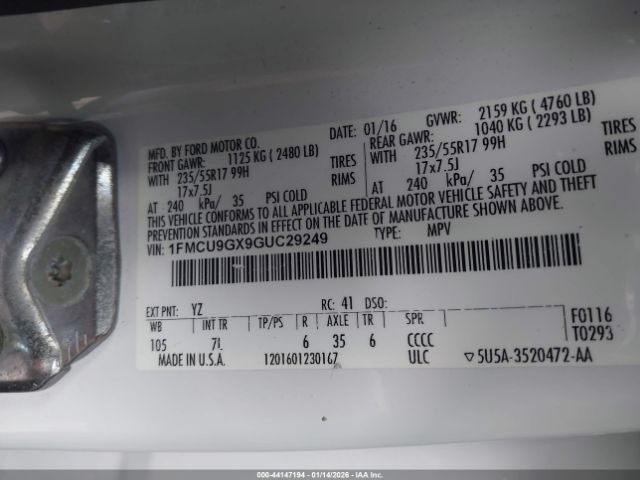 MFD. BY FORD MOTOR CO.
DATE: 01/16 GVWR: 2159 KG ( 4760 LB)
FRONT GAWR: 1125 KG ( 2480 LB) REAR GAWR: 1040 KG ( 2293 LB)
WITH 235/55R17 99H TIRES WITH 235/55R17 99H TIRES
17x7.5J RIMS 17x7.5J RIMS
AT 240 kPa/ 35 PSI COLD AT 240 kPa/ 35 PSI COLD
THIS VEHICLE CONFORMS TO ALL APPLICABLE FEDERAL MOTOR VEHICLE SAFETY AND THEFT
PREVENTION STANDARDS IN EFFECT ON THE DATE OF MANUFACTURE SHOWN ABOVE.
VIN: 1FMCU9GX9GUC29249 TYPE: MPV
EXT PNT: YZ RC: 41 DSO: F0116
WB INT TR TP/PS R AXLE TR SPR T0293
105 7L 6 35 6 CCCC
MADE IN U.S.A. 1201601230167 ULC ▽5U5A-3520472-AA
000-44147194 - 01/14/2026 - IAAI.com